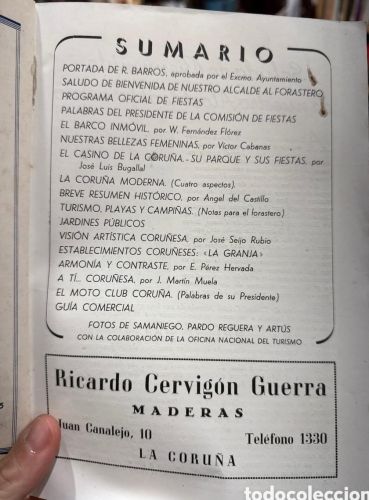 SUMARIO
PORTADA DE R. BARROS, aprobada por el Excmo. Ayuntamiento
SALUDO DE BIENVENIDA DE NUESTRO ALCALDE AL FORASTERO
PROGRAMA OFICIAL DE FIESTAS
PALABRAS DEL PRESIDENTE DE LA COMISIÓN DE FIESTAS
EL BARCO INMÓVIL, por W. Fernández Flórez
NUESTRAS BELLEZAS FEMENINAS, por Victor Cabanas
EL CASINO DE LA CORUÑA.-SU PARQUE Y SUS FIESTAS, por
José Luis Bugallal
LA CORUÑA MODERNA. (Cuatro aspectos).
BREVE RESUMEN HISTÓRICO, por Angel del Castillo
TURISMO, PLAYAS Y CAMPIÑAS. (Notas para el forastero)
JARDINES PÚBLICOS
VISIÓN ARTÍSTICA CORUÑESA, por José Seijo Rubio
ESTABLECIMIENTOS CORUÑESES: «LA GRANJA»
ARMONÍA Y CONTRASTE, por E. Pérez Hervada
A TÍ... CORUÑESA, por J. Martín Muela
EL MOTO CLUB CORUÑA. (Palabras de su Presidente)
GUÍA COMERCIAL
FOTOS DE SAMANIEGO, PARDO REGUERA Y ARTÚS
CON LA COLABORACIÓN DE LA OFICINA NACIONAL DEL TURISMO
Ricardo Cervigón Guerra
MADERAS
Juan Canalejo, 10 Teléfono 1330
LA CORUÑA
todocoleccion